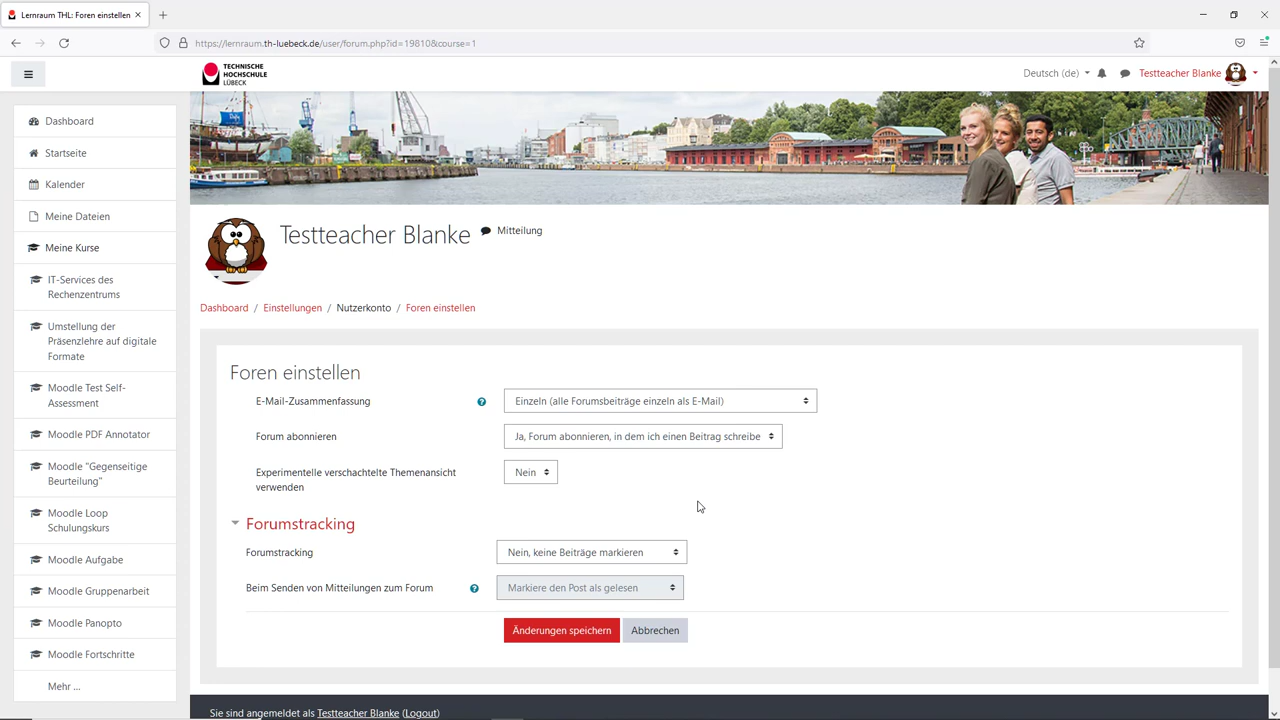 Lernraum THL: Foren einstellen
https://lernraum.th-luebeck.de/user/forum.php?id=19810&course=1
TECHNISCHE
HOCHSCHULE
LÜBECK
Deutsch (de)
Testteacher Blanke
Dashboard
Startseite
Kalender
Meine Dateien
Meine Kurse
IT-Services des
Rechenzentrums
Umstellung der
Präsenzlehre auf digitale
Formate
Moodle Test Self-
Assessment
Moodle PDF Annotator
Moodle "Gegenseitige
Beurteilung"
Moodle Loop
Schulungskurs
Moodle Aufgabe
Moodle Gruppenarbeit
Moodle Panopto
Moodle Fortschritte
Mehr ...
Testteacher Blanke
Mitteilung
Dashboard / Einstellungen / Nutzerkonto / Foren einstellen
Foren einstellen
E-Mail-Zusammenfassung
Einzeln (alle Forumsbeiträge einzeln als E-Mail)
Forum abonnieren
Ja, Forum abonnieren, in dem ich einen Beitrag schreibe
Experimentelle verschachtelte Themenansicht
verwenden
Nein
Forumstracking
Forumstracking
Nein, keine Beiträge markieren
Beim Senden von Mitteilungen zum Forum
Markiere den Post als gelesen
Änderungen speichern
Abbrechen
Sie sind angemeldet als Testteacher Blanke (Logout)